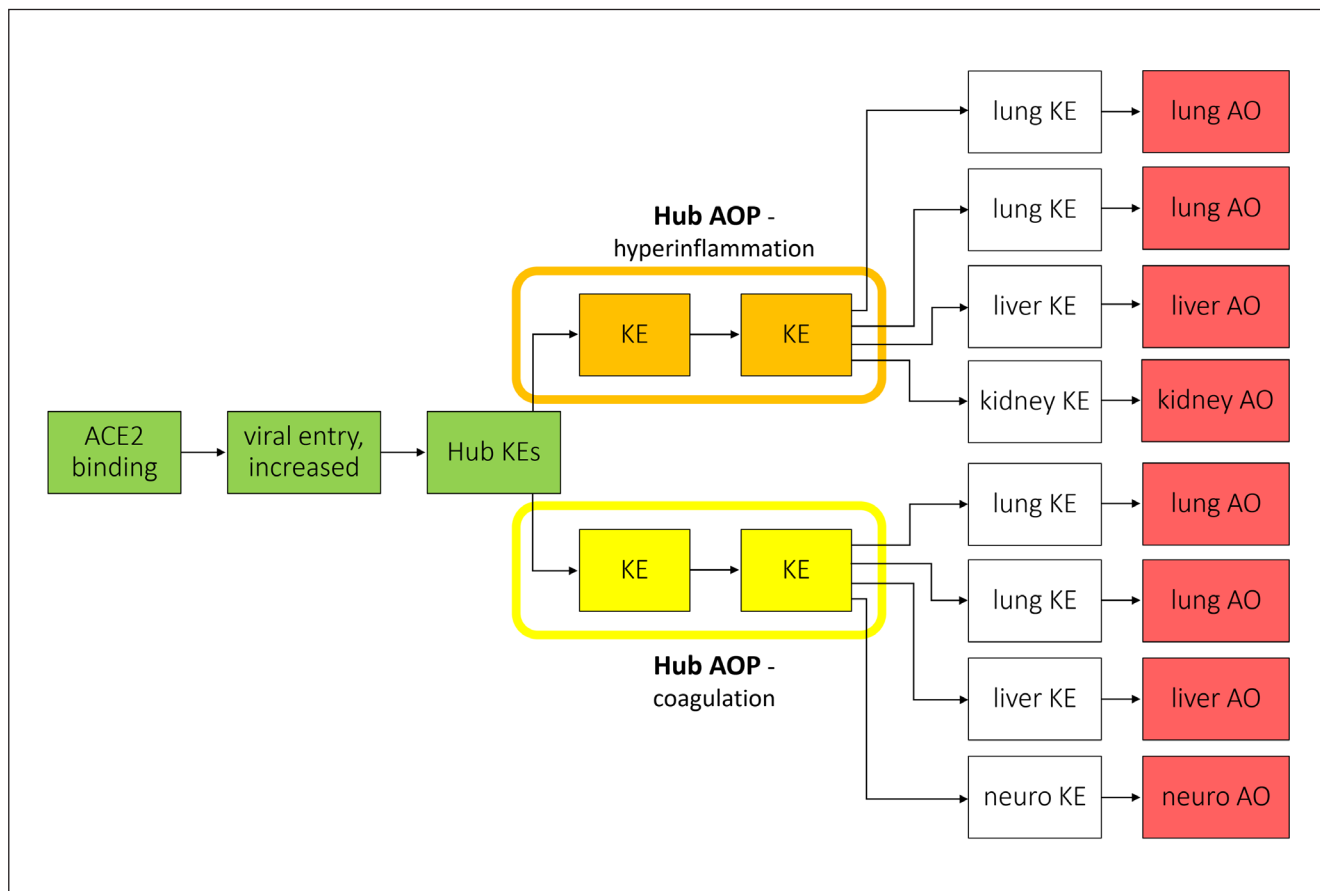 lung KE
lung AO
lung KE
lung AO
Hub AOP -
hyperinflammation
liver KE
liver AO
KE
KE
kidney KE
kidney AO
ACE2
binding
viral entry,
increased
Hub KEs
lung KE
lung AO
KE
KE
lung KE
lung AO
Hub AOP -
coagulation
liver KE
liver AO
neuro KE
neuro AO